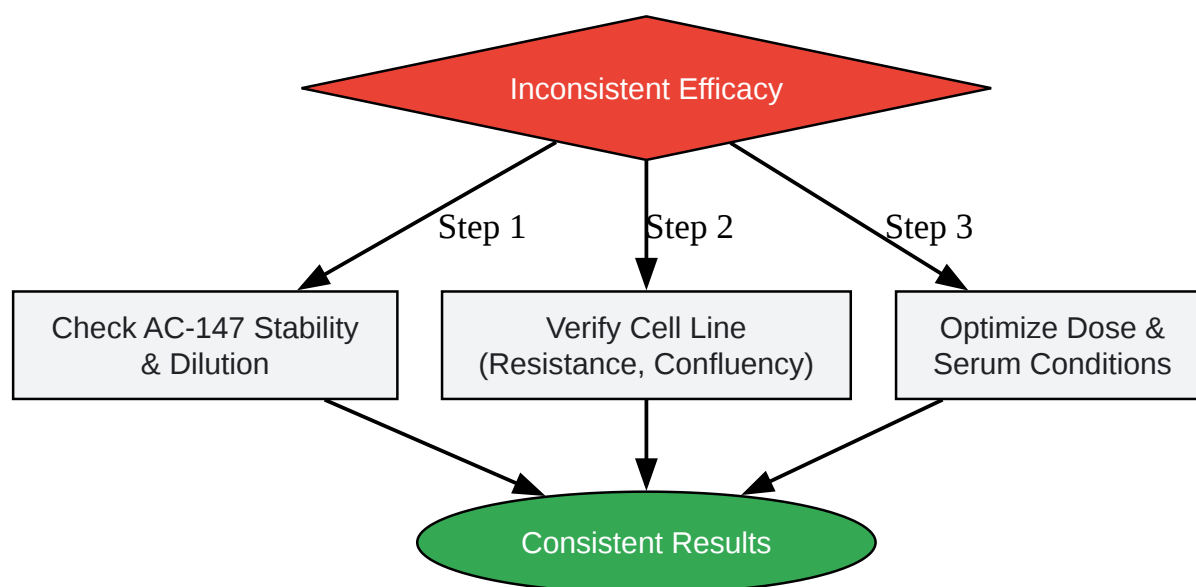 Inconsistent Efficacy
Step 1
Step 2
Step 3
Check AC-147 Stability
& Dilution
Verify Cell Line
(Resistance, Confluency)
Optimize Dose &
Serum Conditions
Consistent Results